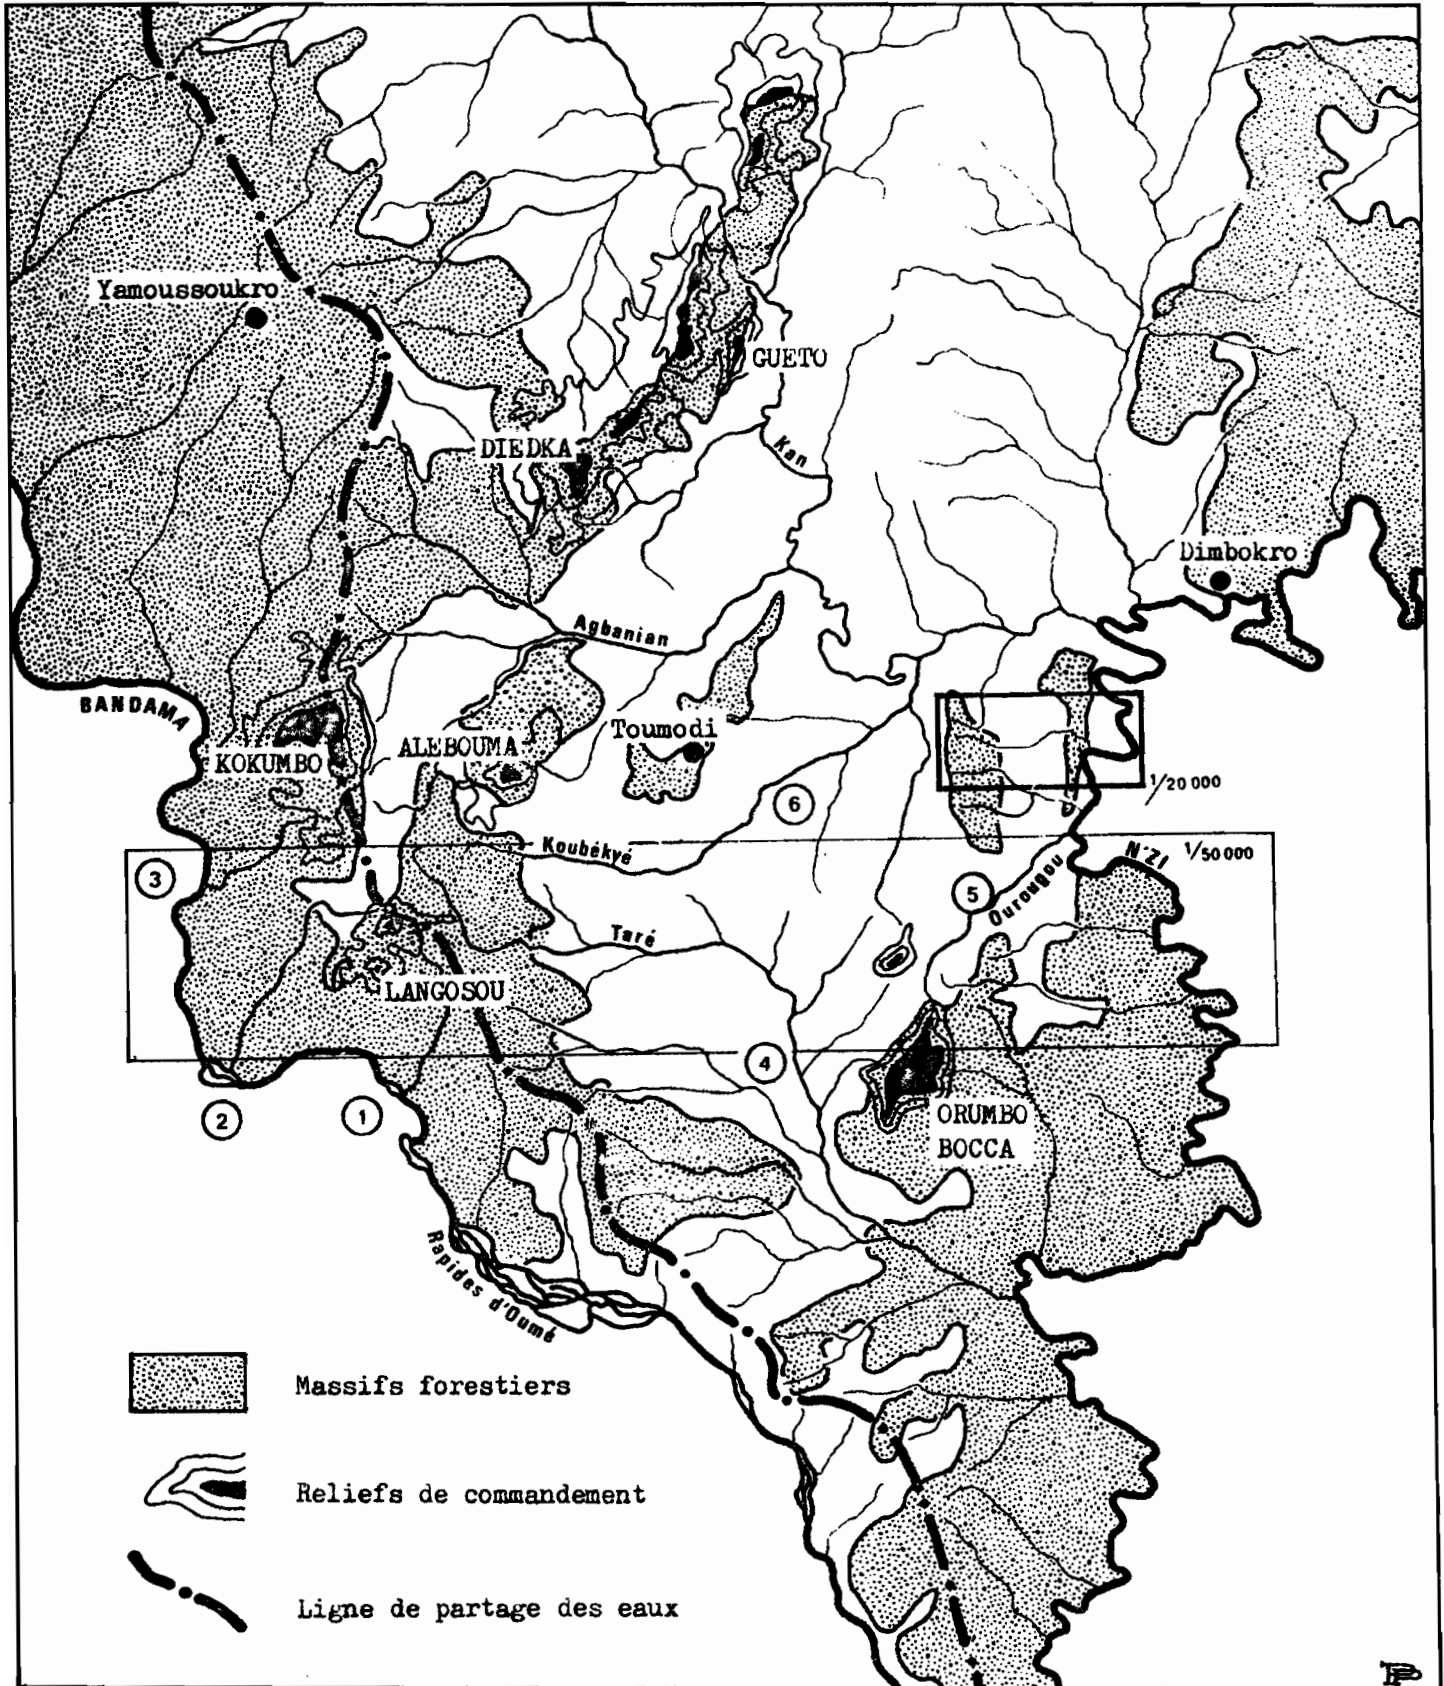 Yamoussoukro
GUETO
DIEDKA
Kan
Dimbokro
Agbanian
BANDAMA
Toumodi
ALEBOUMA
KOKUMBO
1/20 000
6
Koubékyé
N'ZI
1/50 000
3
5
Ourougou
Taré
LANGOSOU
4
2
1
ORUMBO
BOCCA
Rapides d'Oumé
Massifs forestiers
Reliefs de commandement
Ligne de partage des eaux